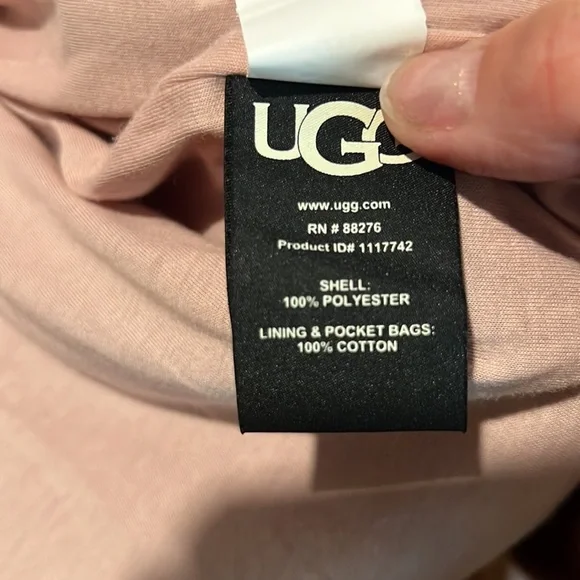 UGG
www.ugg.com
RN # 88276
Product ID# 1117742
SHELL:
100% POLYESTER
LINING & POCKET BAGS:
100% COTTON